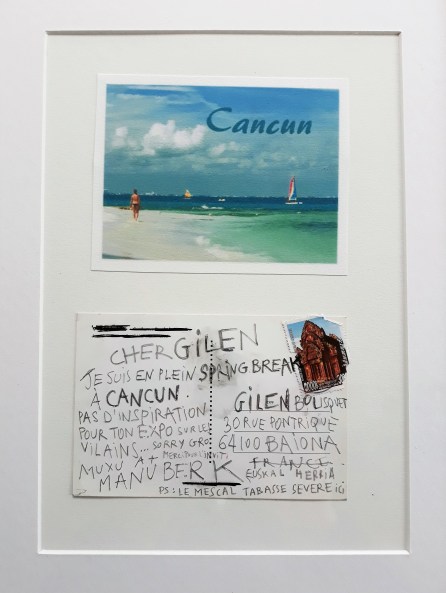 Cancun
CHER GILEN
JE SUIS EN PLEIN SPRING BREAK
À CANCUN.
PAS D'INSPIRATION
POUR TON EXPO SUR LES
VILAINS... SORRY GROS
MERCI POUR L'INVIT!
MUXU A+
MANU BERK
GILEN BOUSQUET
30 RUE PONTRIQUE
64100 BAIONA
FRANCE
EUSKAL HERRIA
PS: LE MESCAL TABASSE SEVERE ICI